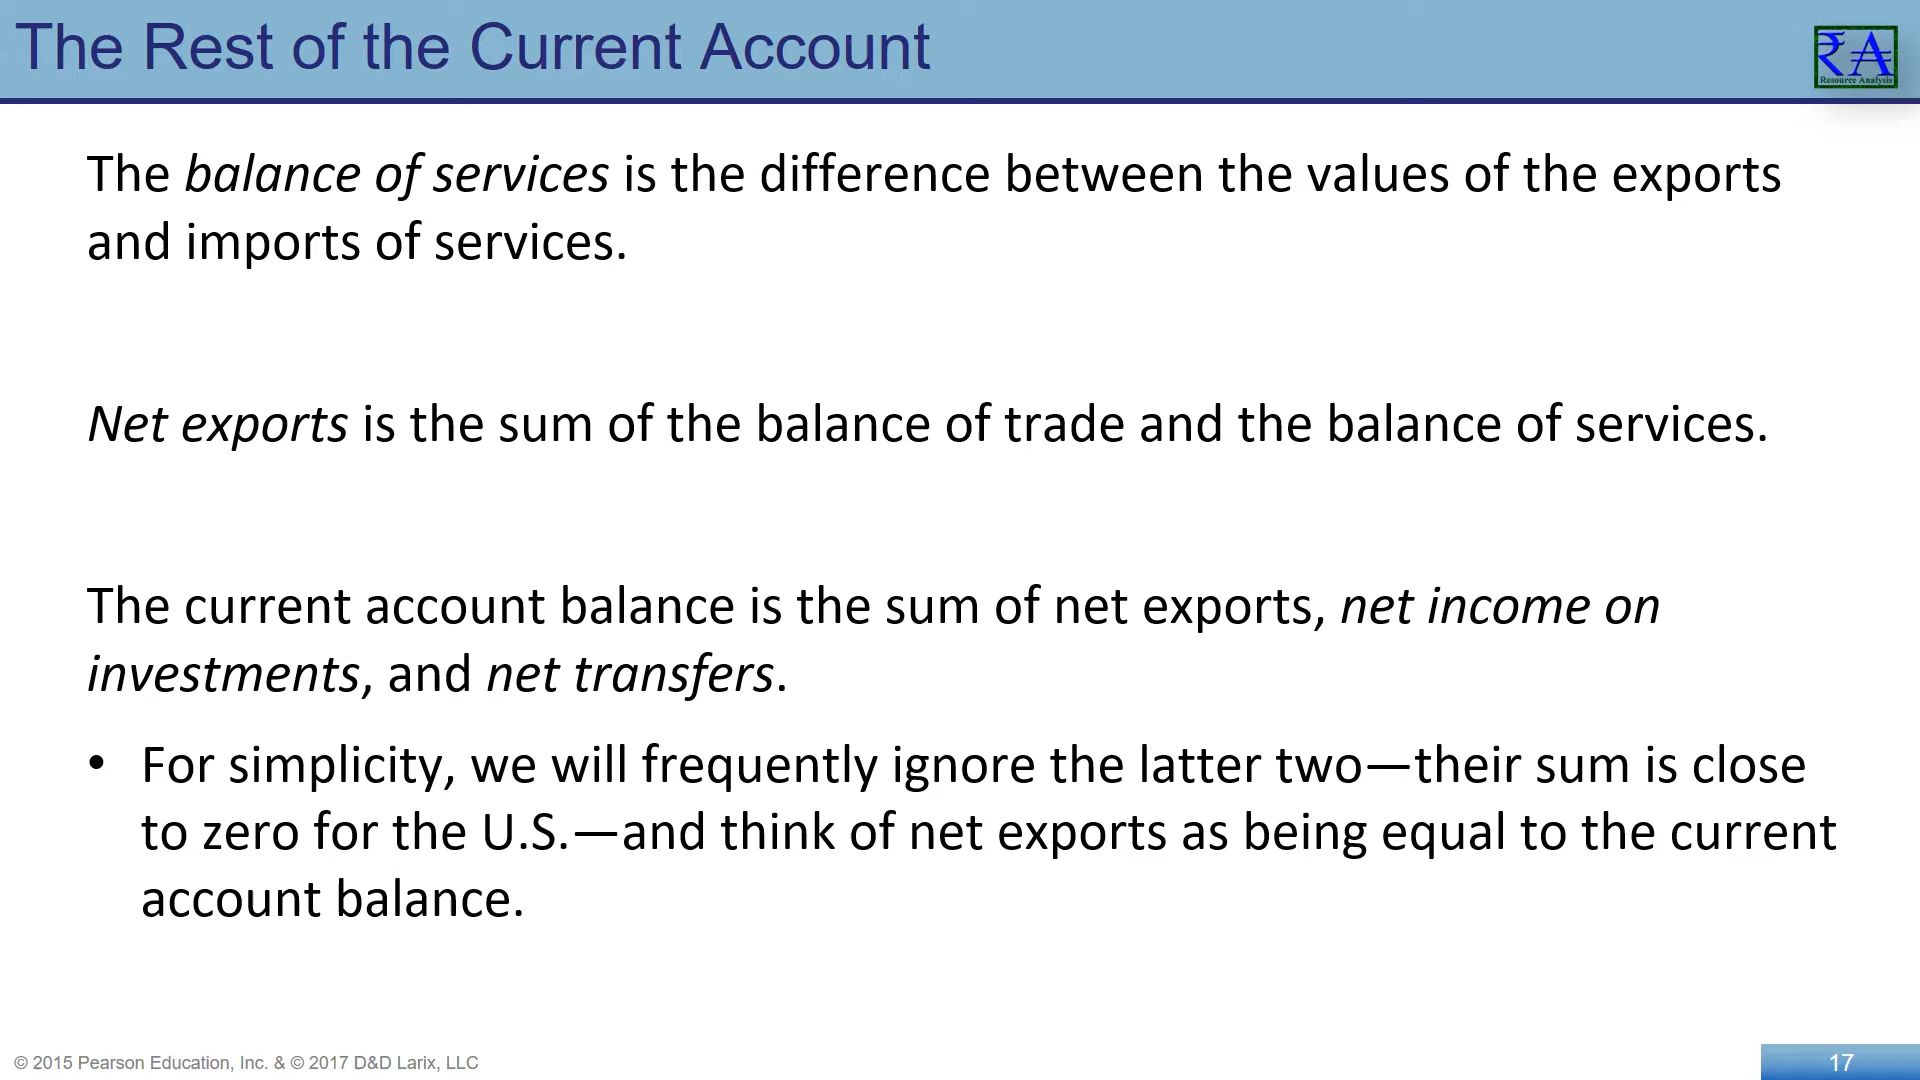 The Rest of the Current Account
₹A
Resource Analysis
The balance of services is the difference between the values of the exports
and imports of services.
Net exports is the sum of the balance of trade and the balance of services.
The current account balance is the sum of net exports, net income on
investments, and net transfers.
• For simplicity, we will frequently ignore the latter two—their sum is close
to zero for the U.S.—and think of net exports as being equal to the current
account balance.
© 2015 Pearson Education, Inc. & © 2017 D&D Larix, LLC
17